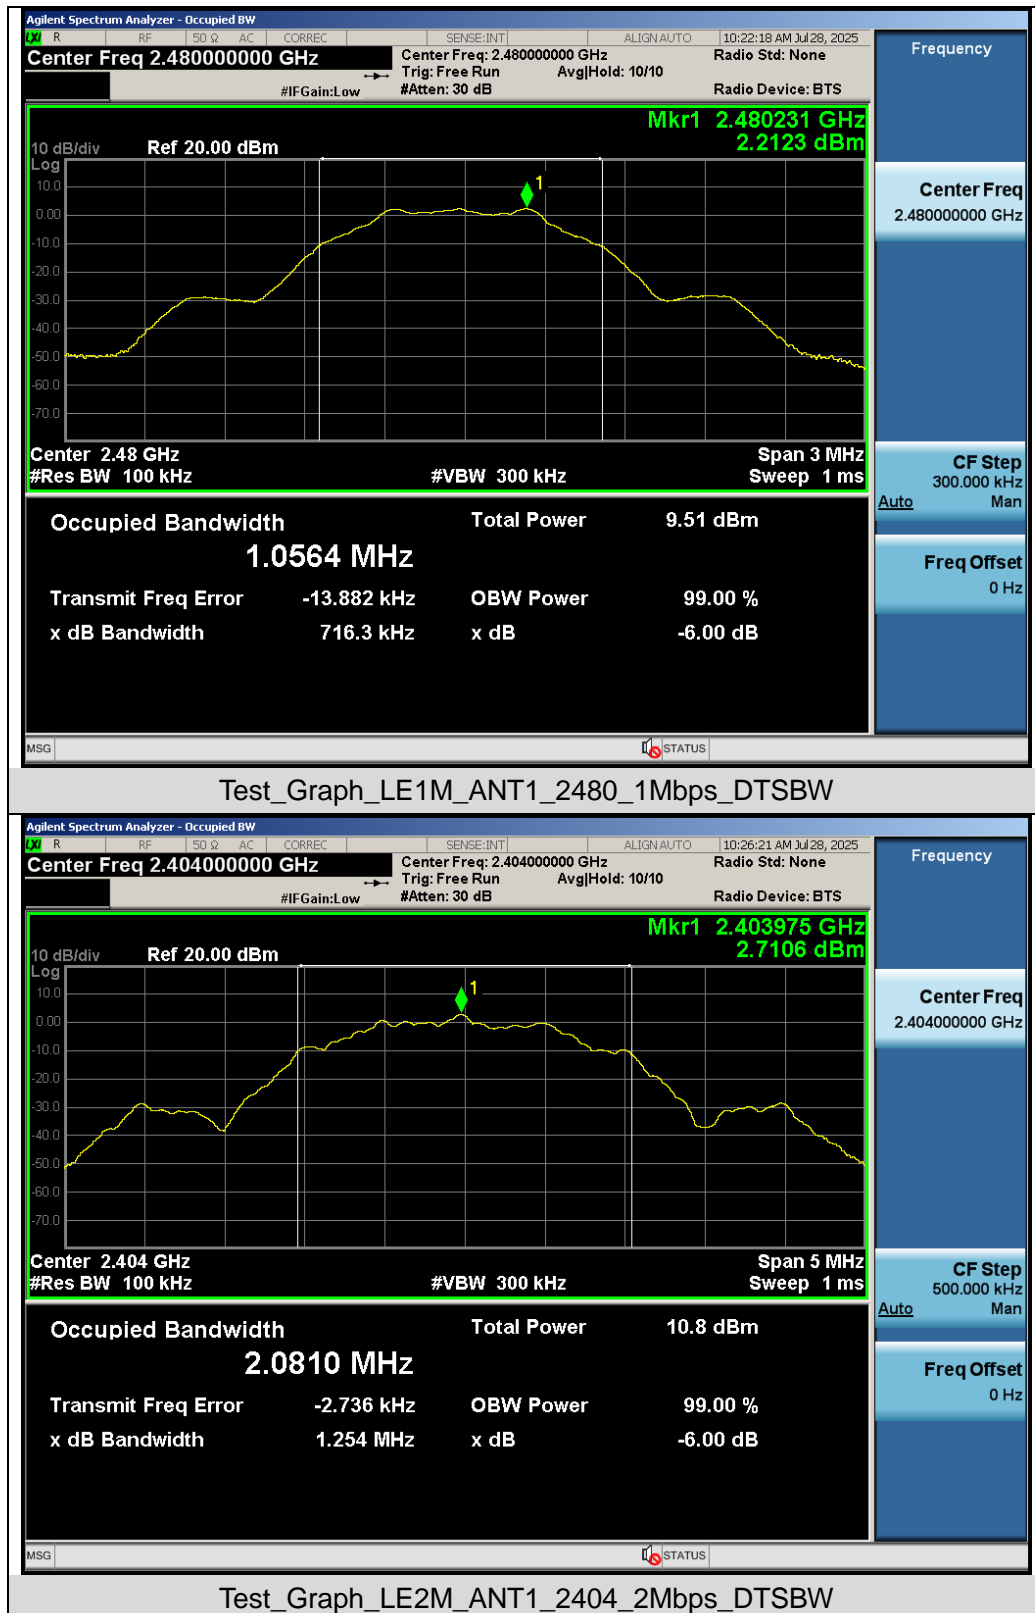 Agilent Spectrum Analyzer - Occupied BW
LXI R RF 50 Ω AC CORREC SENSE:INT ALIGN AUTO 10:22:18 AM Jul 28, 2025
Center Freq 2.480000000 GHz
Center Freq: 2.480000000 GHz
Radio Std: None
Trig: Free Run Avg|Hold: 10/10
#IFGain:Low #Atten: 30 dB Radio Device: BTS
Frequency
Mkr1 2.480231 GHz
2.2123 dBm
10 dB/div Ref 20.00 dBm
Log
10.0
0.00
-10.0
-20.0
-30.0
-40.0
-50.0
-60.0
-70.0
1
Center 2.48 GHz Span 3 MHz
#Res BW 100 kHz #VBW 300 kHz Sweep 1 ms
Center Freq
2.480000000 GHz
CF Step
300.000 kHz
Auto Man
Freq Offset
0 Hz
Occupied Bandwidth Total Power 9.51 dBm
1.0564 MHz
Transmit Freq Error -13.882 kHz OBW Power 99.00 %
x dB Bandwidth 716.3 kHz x dB -6.00 dB
MSG STATUS
Test_Graph_LE1M_ANT1_2480_1Mbps_DTSBW
Agilent Spectrum Analyzer - Occupied BW
LXI R RF 50 Ω AC CORREC SENSE:INT ALIGN AUTO 10:26:21 AM Jul 28, 2025
Center Freq 2.404000000 GHz
Center Freq: 2.404000000 GHz
Radio Std: None
Trig: Free Run Avg|Hold: 10/10
#IFGain:Low #Atten: 30 dB Radio Device: BTS
Frequency
Mkr1 2.403975 GHz
2.7106 dBm
10 dB/div Ref 20.00 dBm
Log
10.0
0.00
-10.0
-20.0
-30.0
-40.0
-50.0
-60.0
-70.0
1
Center 2.404 GHz Span 5 MHz
#Res BW 100 kHz #VBW 300 kHz Sweep 1 ms
Center Freq
2.404000000 GHz
CF Step
500.000 kHz
Auto Man
Freq Offset
0 Hz
Occupied Bandwidth Total Power 10.8 dBm
2.0810 MHz
Transmit Freq Error -2.736 kHz OBW Power 99.00 %
x dB Bandwidth 1.254 MHz x dB -6.00 dB
MSG STATUS
Test_Graph_LE2M_ANT1_2404_2Mbps_DTSBW